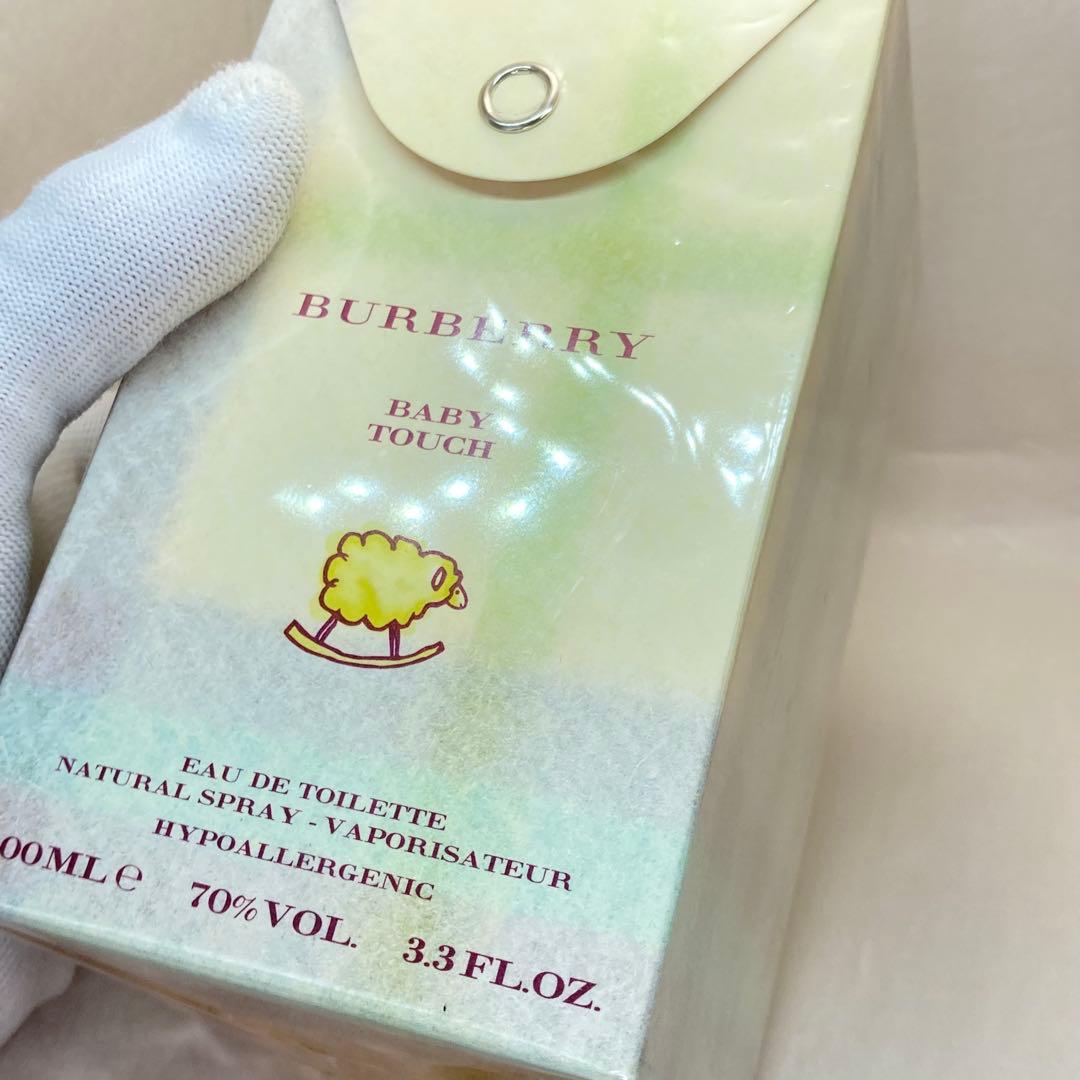 BURBERRY
BABY
TOUCH
EAU DE TOILETTE
NATURAL SPRAY - VAPORISATEUR
HYPOALLERGENIC
00ML e 70% VOL. 3.3 FL.OZ.